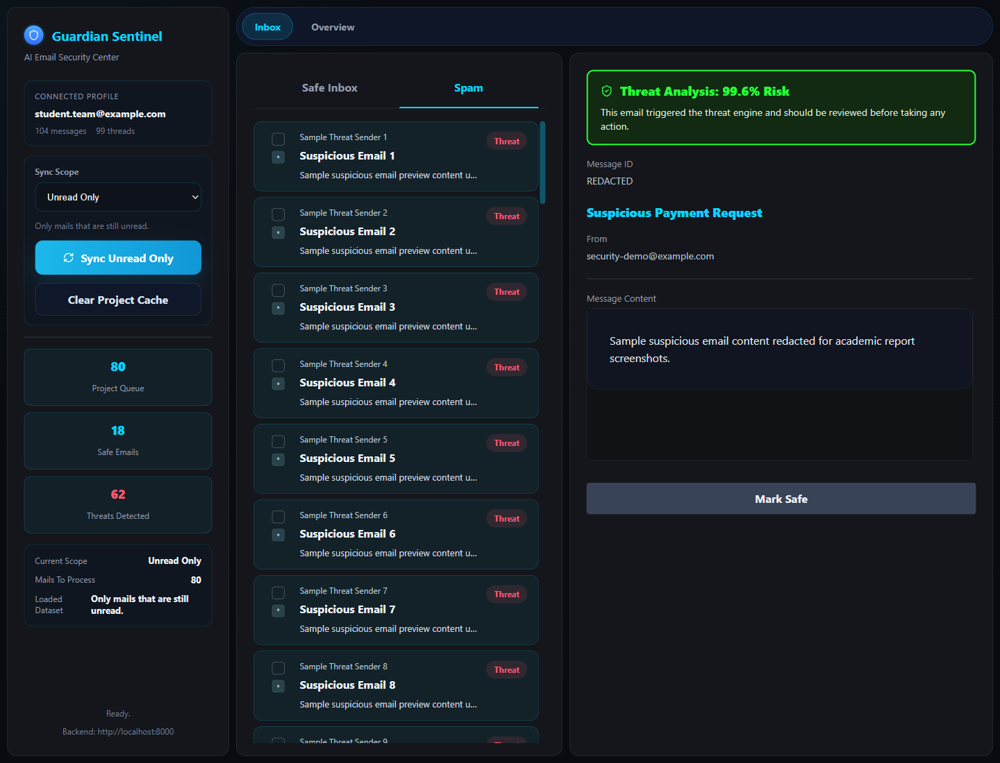 Guardian Sentinel
AI Email Security Center
CONNECTED PROFILE
student.team@example.com
104 messages 99 threads
Sync Scope
Unread Only
Only mails that are still unread.
Sync Unread Only
Clear Project Cache
80
Project Queue
18
Safe Emails
62
Threats Detected
Current Scope Unread Only
Mails To Process 80
Loaded Dataset Only mails that are still unread.
Ready.
Backend: http://localhost:8000
Inbox Overview
Safe Inbox Spam
Sample Threat Sender 1
Threat
* Suspicious Email 1
Sample suspicious email preview content u...
Sample Threat Sender 2
Threat
* Suspicious Email 2
Sample suspicious email preview content u...
Sample Threat Sender 3
Threat
* Suspicious Email 3
Sample suspicious email preview content u...
Sample Threat Sender 4
Threat
* Suspicious Email 4
Sample suspicious email preview content u...
Sample Threat Sender 5
Threat
* Suspicious Email 5
Sample suspicious email preview content u...
Sample Threat Sender 6
Threat
* Suspicious Email 6
Sample suspicious email preview content u...
Sample Threat Sender 7
Threat
* Suspicious Email 7
Sample suspicious email preview content u...
Sample Threat Sender 8
Threat
* Suspicious Email 8
Sample suspicious email preview content u...
Sample Threat Sender 9
Threat Analysis: 99.6% Risk
This email triggered the threat engine and should be reviewed before taking any
action.
Message ID
REDACTED
Suspicious Payment Request
From
security-demo@example.com
Message Content
Sample suspicious email content redacted for academic report
screenshots.
Mark Safe